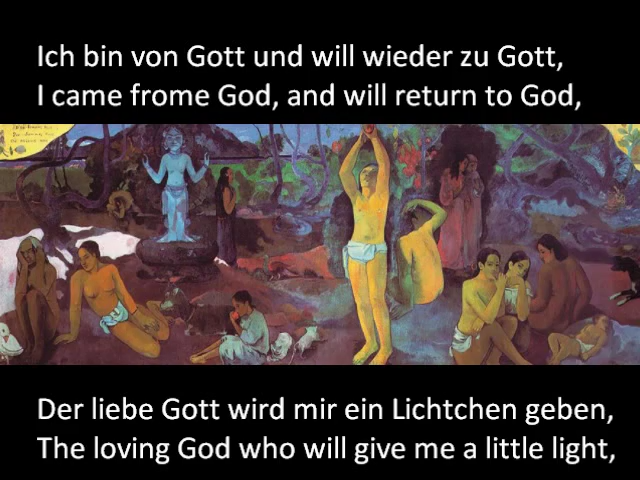 Ich bin von Gott und will wieder zu Gott,
I came frome God, and will return to God,
Der liebe Gott wird mir ein Lichtchen geben,
The loving God who will give me a little light,